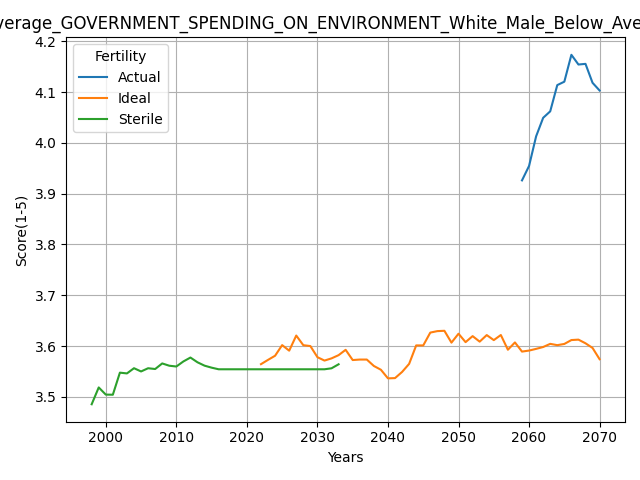 verage_GOVERNMENT_SPENDING_ON_ENVIRONMENT_White_Male_Below_Ave
Fertility
Actual
Ideal
Sterile
Score(1-5)
4.2
4.1
4.0
3.9
3.8
3.7
3.6
3.5
2000 2010 2020 2030 2040 2050 2060 2070
Years